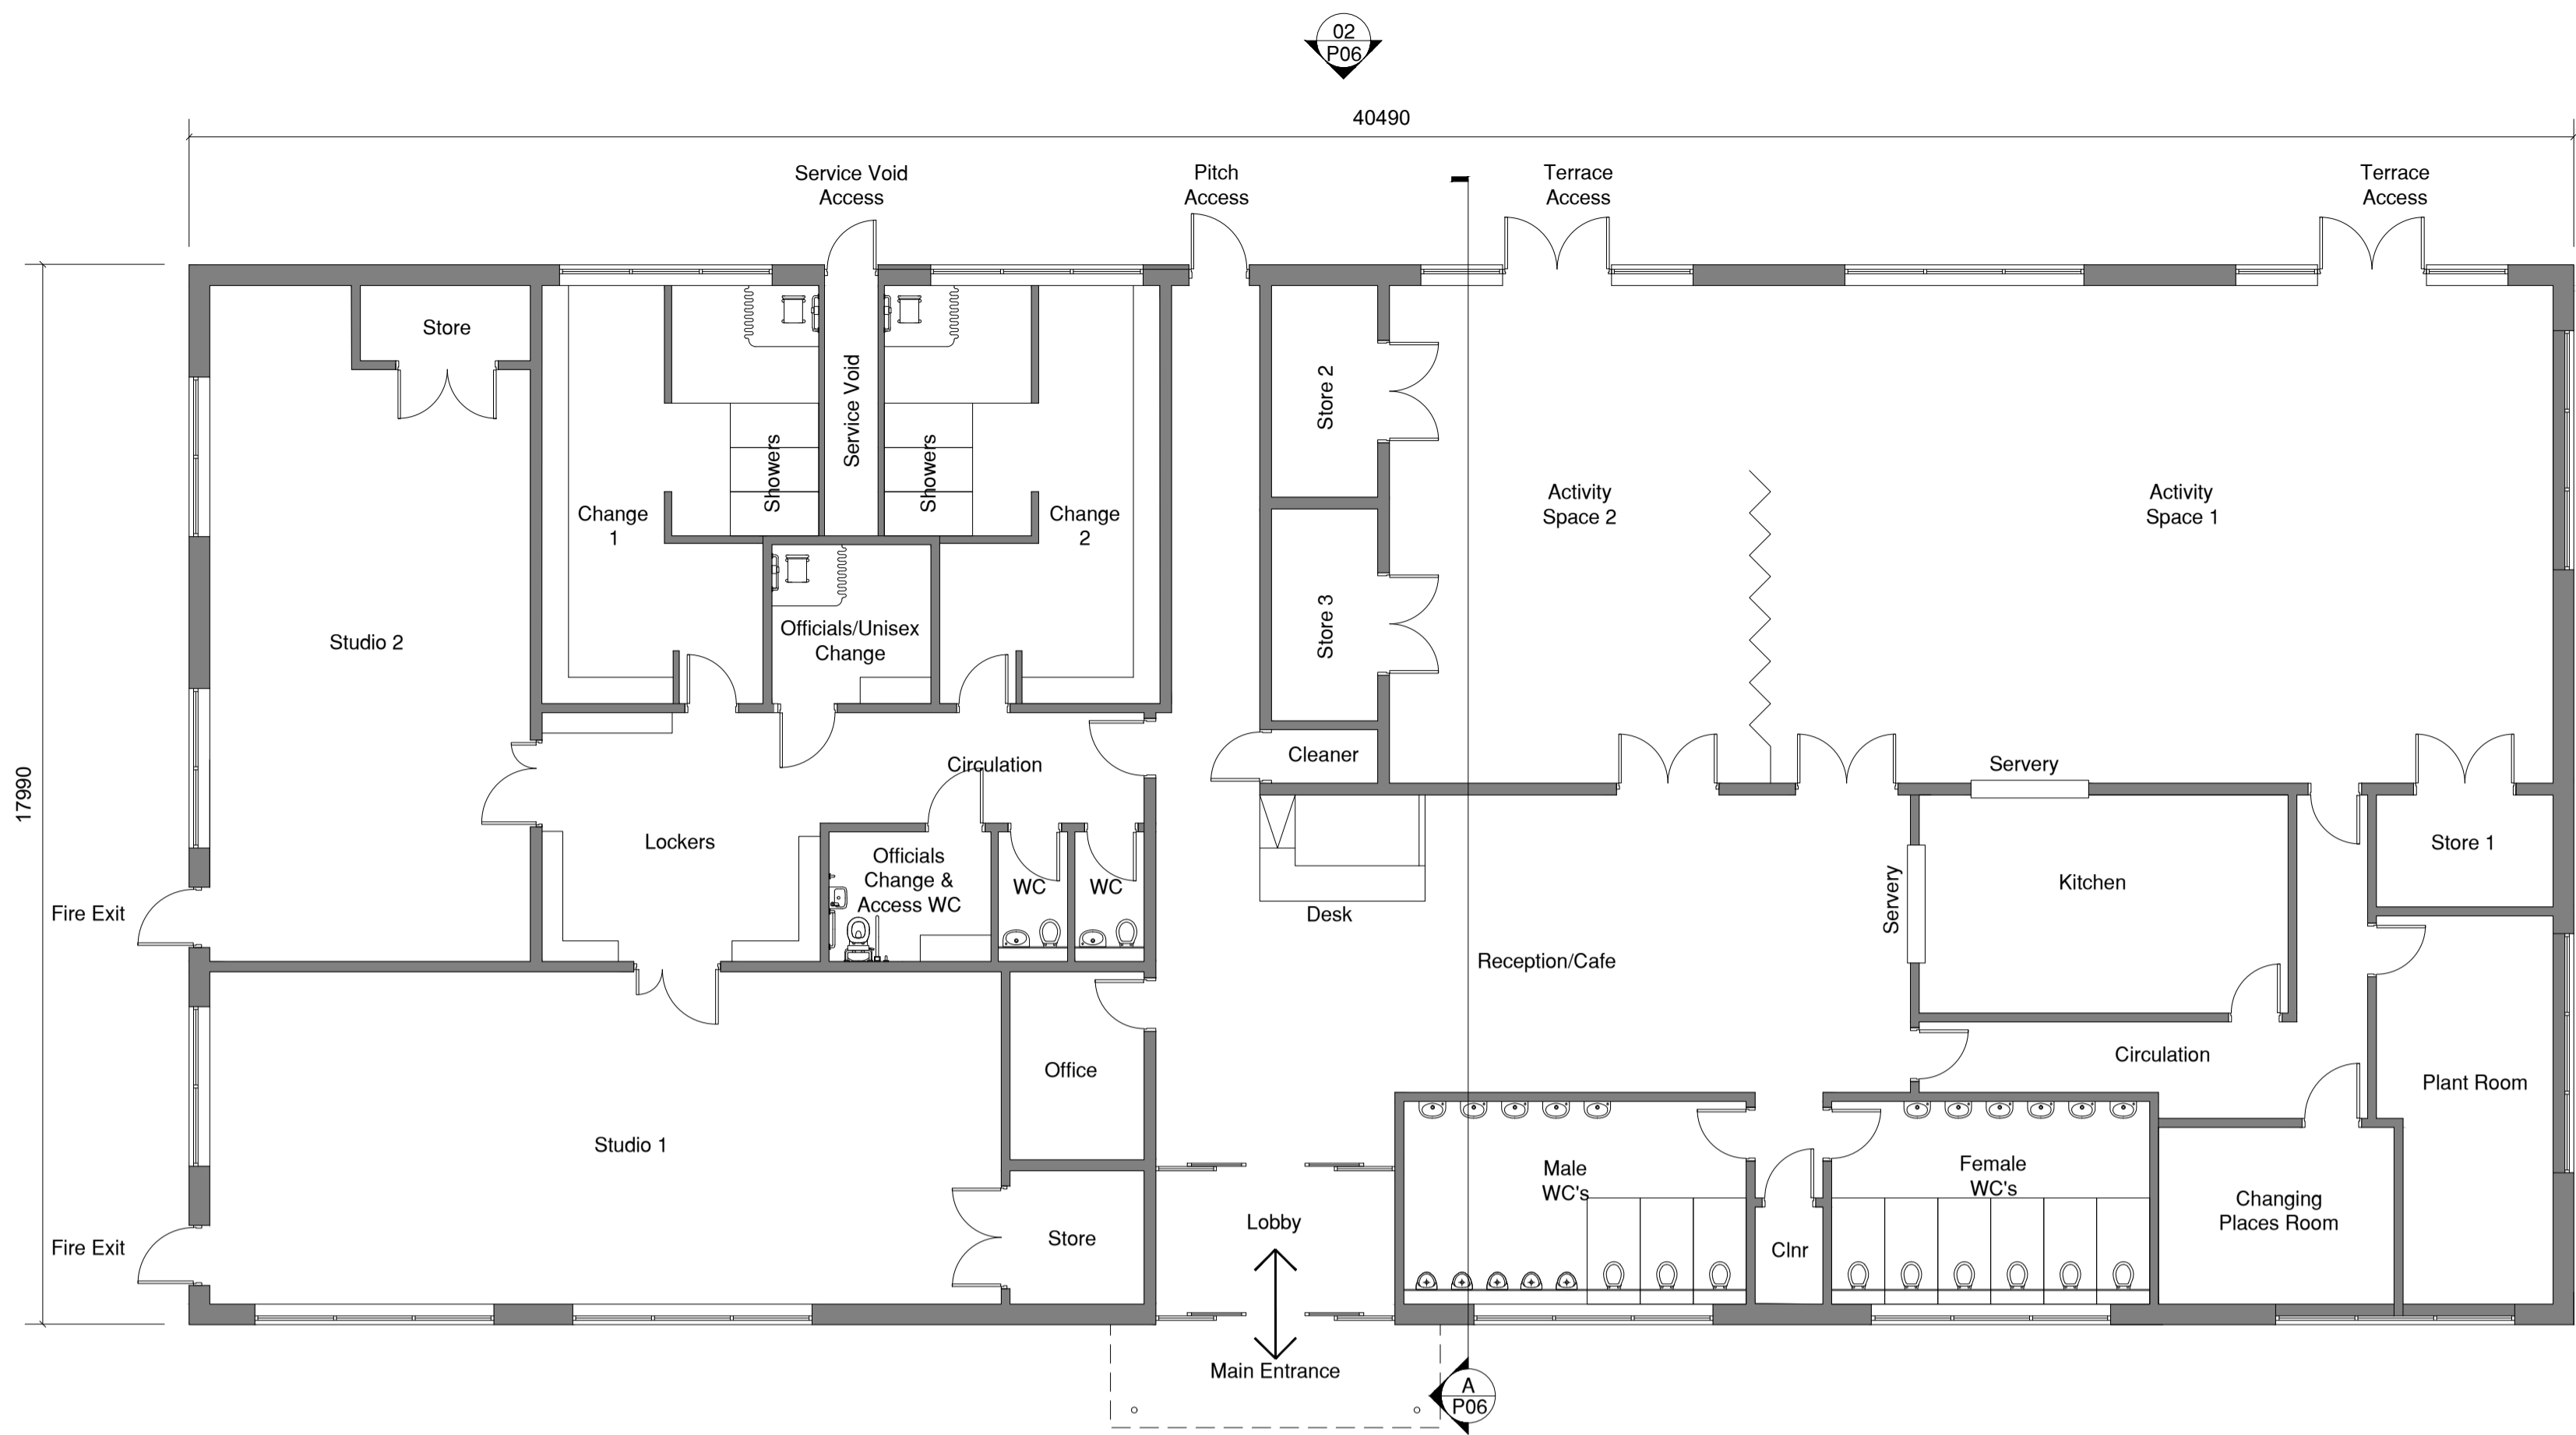 02
P06
40490
Service Void
Access
Pitch
Access
Terrace
Access
Terrace
Access
Store
Service Void
Store 2
Showers
Showers
Change
1
Change
2
Activity
Space 2
Activity
Space 1
Studio 2
Officials/Unisex
Change
Store 3
17990
Circulation
Cleaner
Servery
Lockers
Officials
Change &
Access WC
WC
WC
Desk
Servery
Kitchen
Store 1
Fire Exit
Reception/Cafe
Office
Circulation
Plant Room
Studio 1
Male
WC's
Female
WC's
Changing
Places Room
Lobby
Store
Clnr
Fire Exit
Main Entrance
A
P06